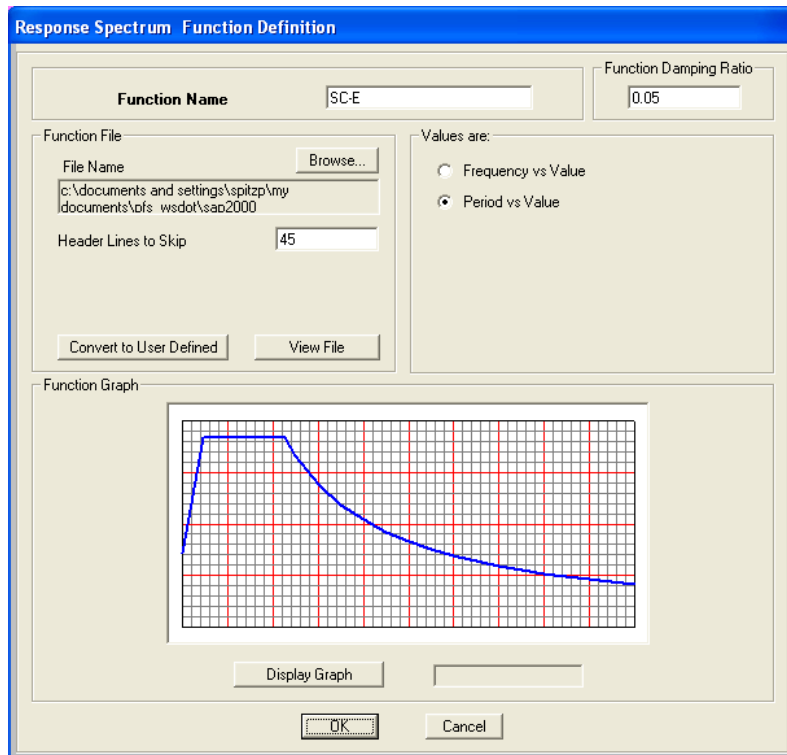 Response Spectrum Function Definition
Function Damping Ratio
Function Name
SC-E
0.05
Function File
Values are:
File Name
Browse...
Frequency vs Value
c:\documents and settings\spitzp\my
documents\pfs_wsdot\sap2000
Period vs Value
Header Lines to Skip
45
Convert to User Defined
View File
Function Graph
Display Graph
OK
Cancel